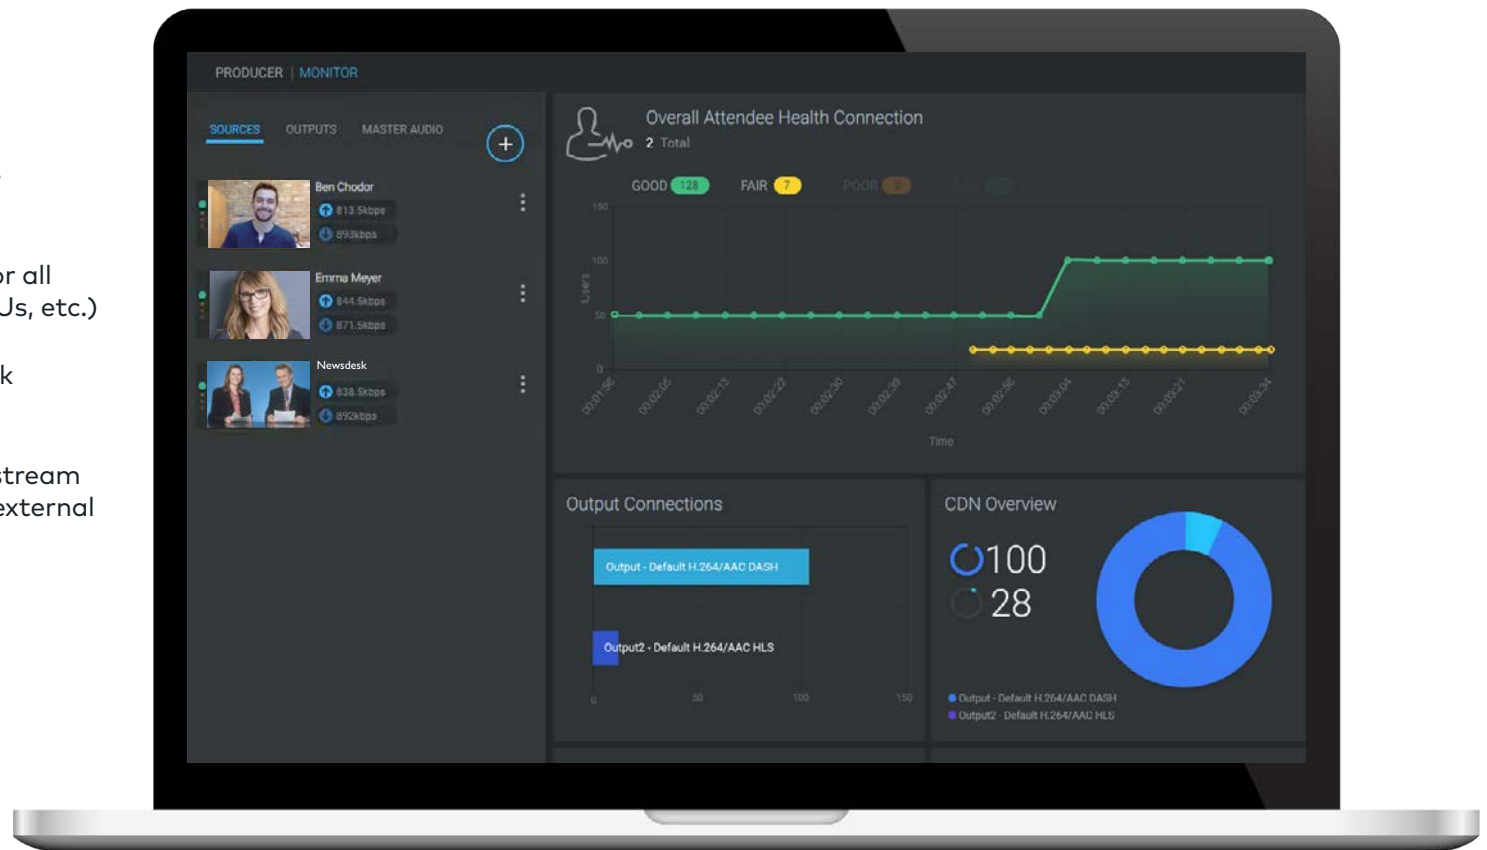 or all
Us, etc.)
k
stream
external
PRODUCER | MONITOR
SOURCES OUTPUTS MASTER AUDIO
+
Ben Chodor
813.5kbps
893kbps
Emma Meyer
844.5kbps
871.5kbps
Newsdesk
838.5kbps
892kbps
Overall Attendee Health Connection
2 Total
GOOD 128 FAIR 7 POOR
150
100
50
0
Users
00:01:56 00:02:05 00:02:13 00:02:22 00:02:30 00:02:39 00:02:47 00:02:56 00:03:04 00:03:13 00:03:21 00:03:34
Time
Output Connections
Output - Default H.264/AAC DASH
Output2 - Default H.264/AAC HLS
0 50 100 150
CDN Overview
100
28
Output - Default H.264/AAC DASH
Output2 - Default H.264/AAC HLS